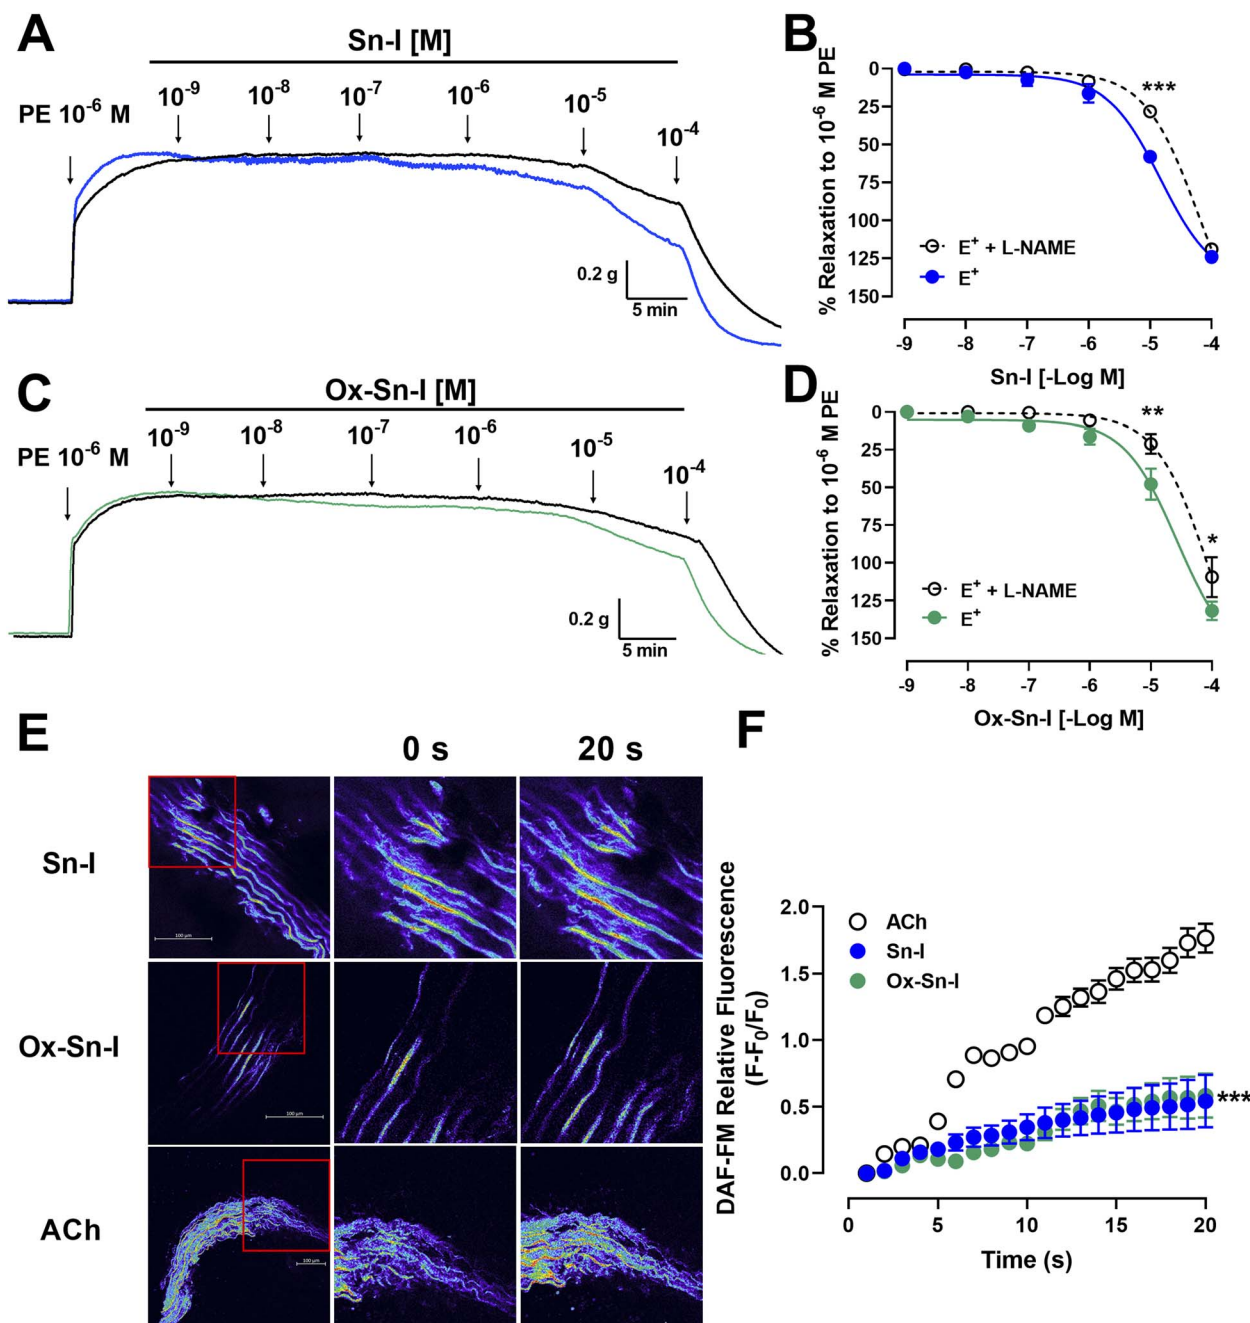 A
Sn-I [M]
PE 10⁻⁶ M
10⁻⁹
10⁻⁸
10⁻⁷
10⁻⁶
10⁻⁵
10⁻⁴
0.2 g
5 min
B
% Relaxation to 10⁻⁶ M PE
0
25
50
75
100
125
150
***
E⁺ + L-NAME
E⁺
-9 -8 -7 -6 -5 -4
Sn-I [-Log M]
C
Ox-Sn-I [M]
PE 10⁻⁶ M
10⁻⁹
10⁻⁸
10⁻⁷
10⁻⁶
10⁻⁵
10⁻⁴
0.2 g
5 min
D
% Relaxation to 10⁻⁶ M PE
0
25
50
75
100
125
150
**
*
E⁺ + L-NAME
E⁺
-9 -8 -7 -6 -5 -4
Ox-Sn-I [-Log M]
E
0 s
20 s
Sn-I
100 µm
Ox-Sn-I
100 µm
ACh
100 µm
F
DAF-FM Relative Fluorescence
(F-F₀/F₀)
2.0
1.5
1.0
0.5
0.0
ACh
Sn-I
Ox-Sn-I
***
0 5 10 15 20
Time (s)